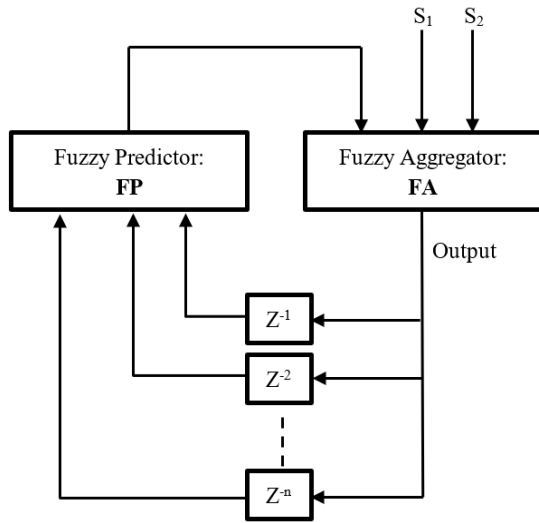 S₁ S₂
Fuzzy Predictor:
FP
Fuzzy Aggregator:
FA
Output
Z⁻¹
Z⁻²
Z⁻ⁿ